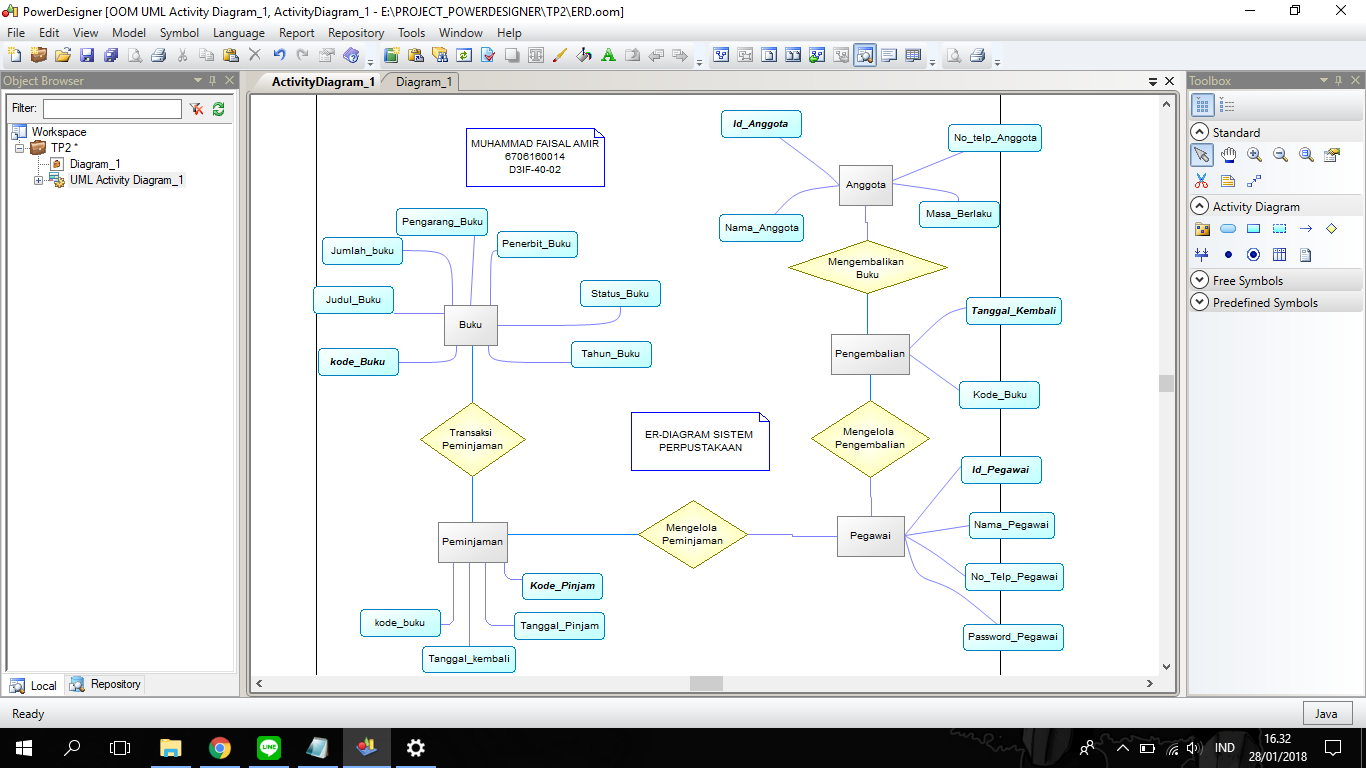 PowerDesigner [OOM UML Activity Diagram_1, ActivityDiagram_1 - E:\PROJECT_POWERDESIGNER\TP2\ERD.oom]
File Edit View Model Symbol Language Report Repository Tools Window Help
Object Browser
Filter:
Workspace
TP2 *
Diagram_1
UML Activity Diagram_1
Local
Repository
ActivityDiagram_1
Diagram_1
MUHAMMAD FAISAL AMIR
6706160014
D3IF-40-02
Id_Anggota
No_telp_Anggota
Anggota
Nama_Anggota
Masa_Berlaku
Mengembalikan
Buku
Pengarang_Buku
Jumlah_buku
Penerbit_Buku
Judul_Buku
Status_Buku
Buku
kode_Buku
Tahun_Buku
Tanggal_Kembali
Pengembalian
Kode_Buku
Transaksi
Peminjaman
ER-DIAGRAM SISTEM
PERPUSTAKAAN
Mengelola
Pengembalian
Id_Pegawai
Nama_Pegawai
Peminjaman
Mengelola
Peminjaman
Pegawai
No_Telp_Pegawai
Password_Pegawai
Kode_Pinjam
kode_buku
Tanggal_Pinjam
Tanggal_kembali
Toolbox
Standard
Activity Diagram
Free Symbols
Predefined Symbols
Ready
Java
LINE
IND
16.32
28/01/2018